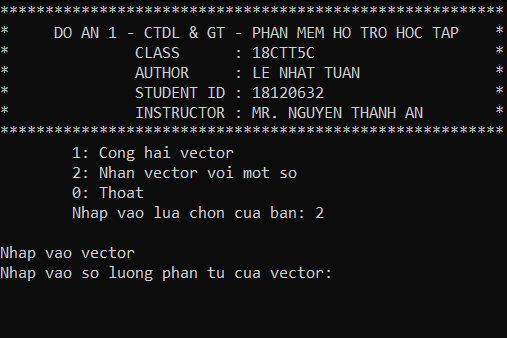 ********************************************************
* DO AN 1 - CTDL & GT - PHAN MEM HO TRO HOC TAP *
* CLASS : 18CTT5C *
* AUTHOR : LE NHAT TUAN *
* STUDENT ID : 18120632 *
* INSTRUCTOR : MR. NGUYEN THANH AN *
********************************************************
1: Cong hai vector
2: Nhan vector voi mot so
0: Thoat
Nhap vao lua chon cua ban: 2
Nhap vao vector
Nhap vao so luong phan tu cua vector: